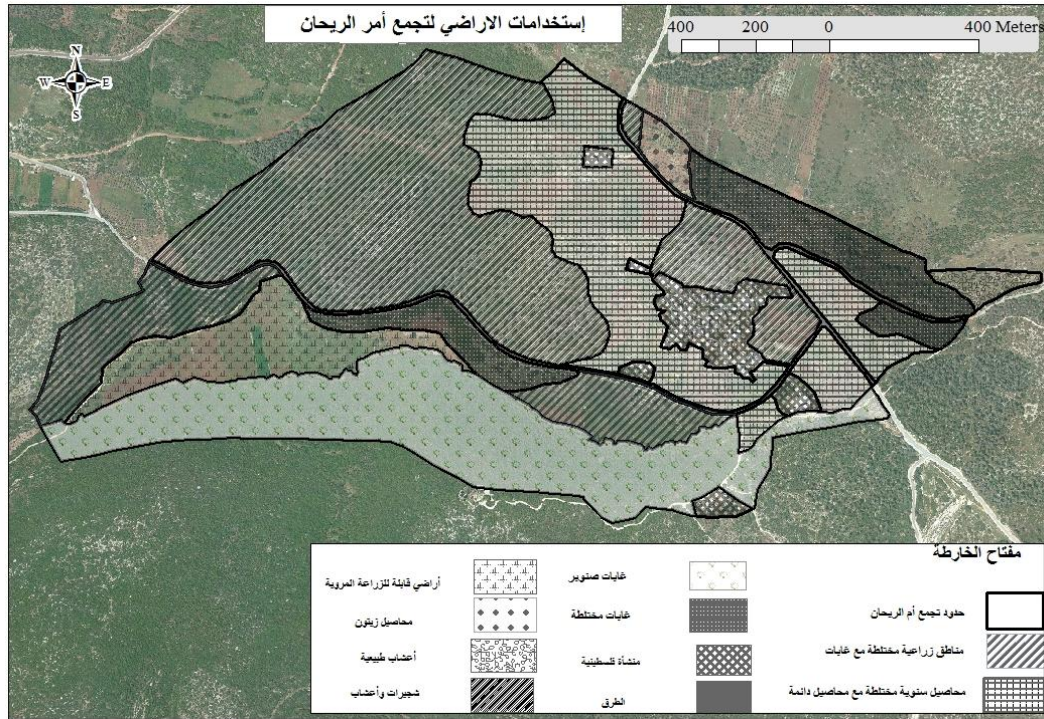 إستخدامات الاراضي لتجمع أمر الريحان
400 200 0 400 Meters
N
W E
S
مفتاح الخارطة
حدود تجمع أم الريحان
مناطق زراعية مختلطة مع غابات
محاصيل سنوية مختلطة مع محاصيل دائمة
غابات صنوبر
غابات مختلطة
منشأة فلسطينية
الطرق
أراضي قابلة للزراعة المروية
محاصيل زيتون
أعشاب طبيعية
شجيرات وأعشاب